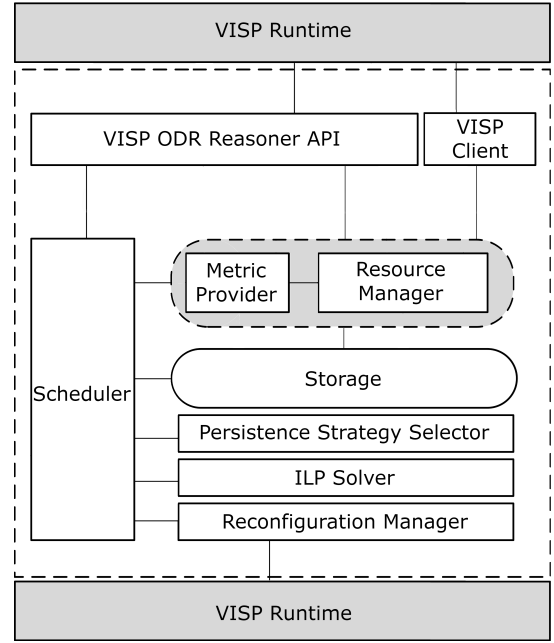 VISP Runtime
VISP ODR Reasoner API
VISP
Client
Metric
Provider
Resource
Manager
Scheduler
Storage
Persistence Strategy Selector
ILP Solver
Reconfiguration Manager
VISP Runtime